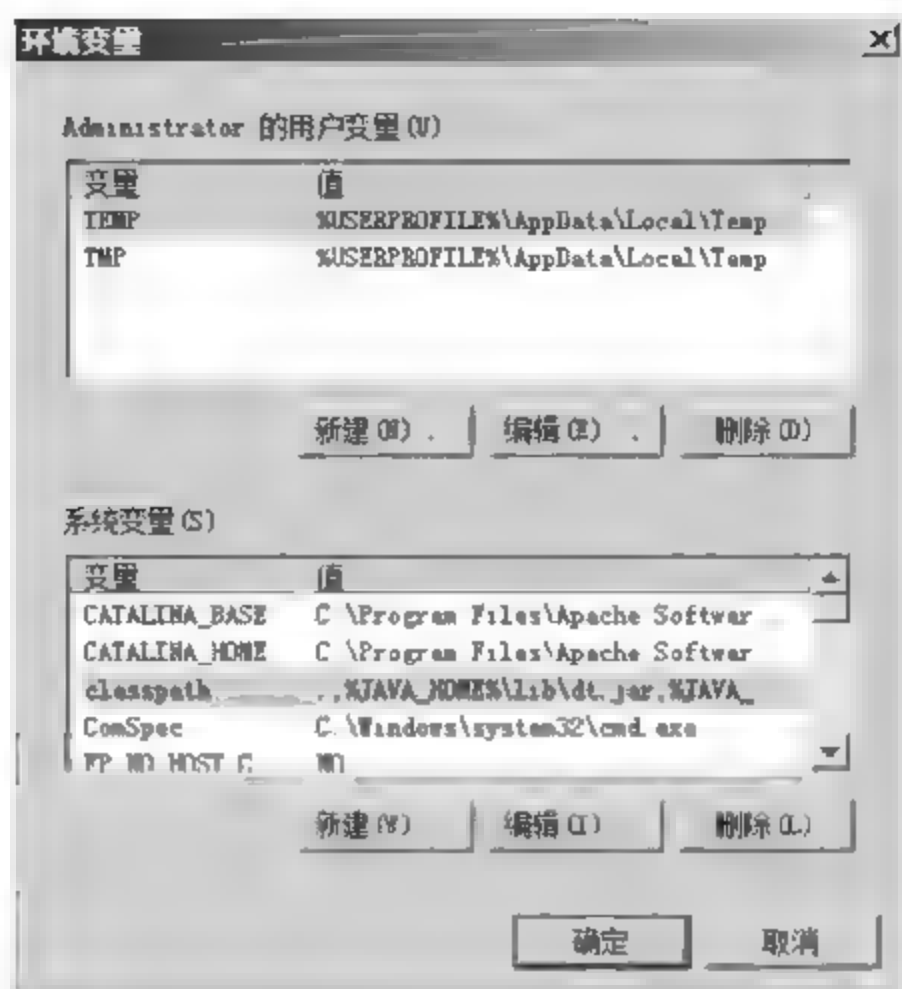 环境变量
Administrator 的用户变量(U)
变量 值
TEMP %USERPROFILE%\AppData\Local\Temp
TMP %USERPROFILE%\AppData\Local\Temp
新建(N). 编辑(E). 删除(D)
系统变量(S)
变量 值
CATALINA_BASE C \Program Files\Apache Softwar
CATALINA_HOME C \Program Files\Apache Softwar
classpath .,%JAVA_HOME%\lib\dt.jar,%JAVA_
ComSpec C.\Windows\system32\cmd.exe
FP_NO_HOST_C NO
新建(W) 编辑(I) 删除(L)
确定 取消